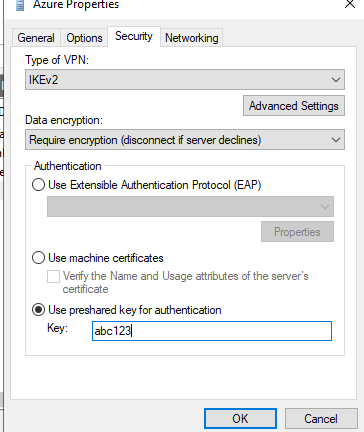 Azure Properties
General Options Security Networking
Type of VPN:
IKEv2
Advanced Settings
Data encryption:
Require encryption (disconnect if server declines)
Authentication
Use Extensible Authentication Protocol (EAP)
Properties
Use machine certificates
Verify the Name and Usage attributes of the server's
certificate
Use preshared key for authentication
Key: abc123
OK Cancel